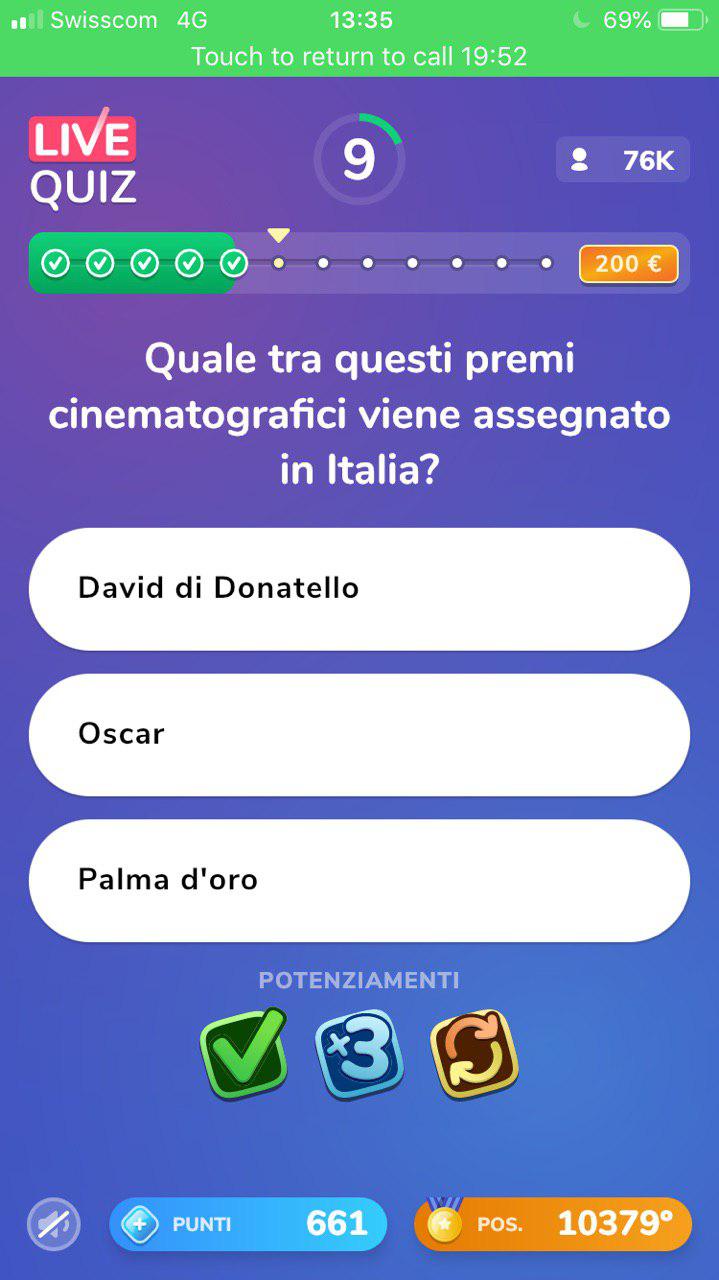 Swisscom 4G 13:35 69%
Touch to return to call 19:52
LIVE
QUIZ
9
76K
200 €
Quale tra questi premi
cinematografici viene assegnato
in Italia?
David di Donatello
Oscar
Palma d'oro
POTENZIAMENTI
×3
PUNTI 661
POS. 10379°